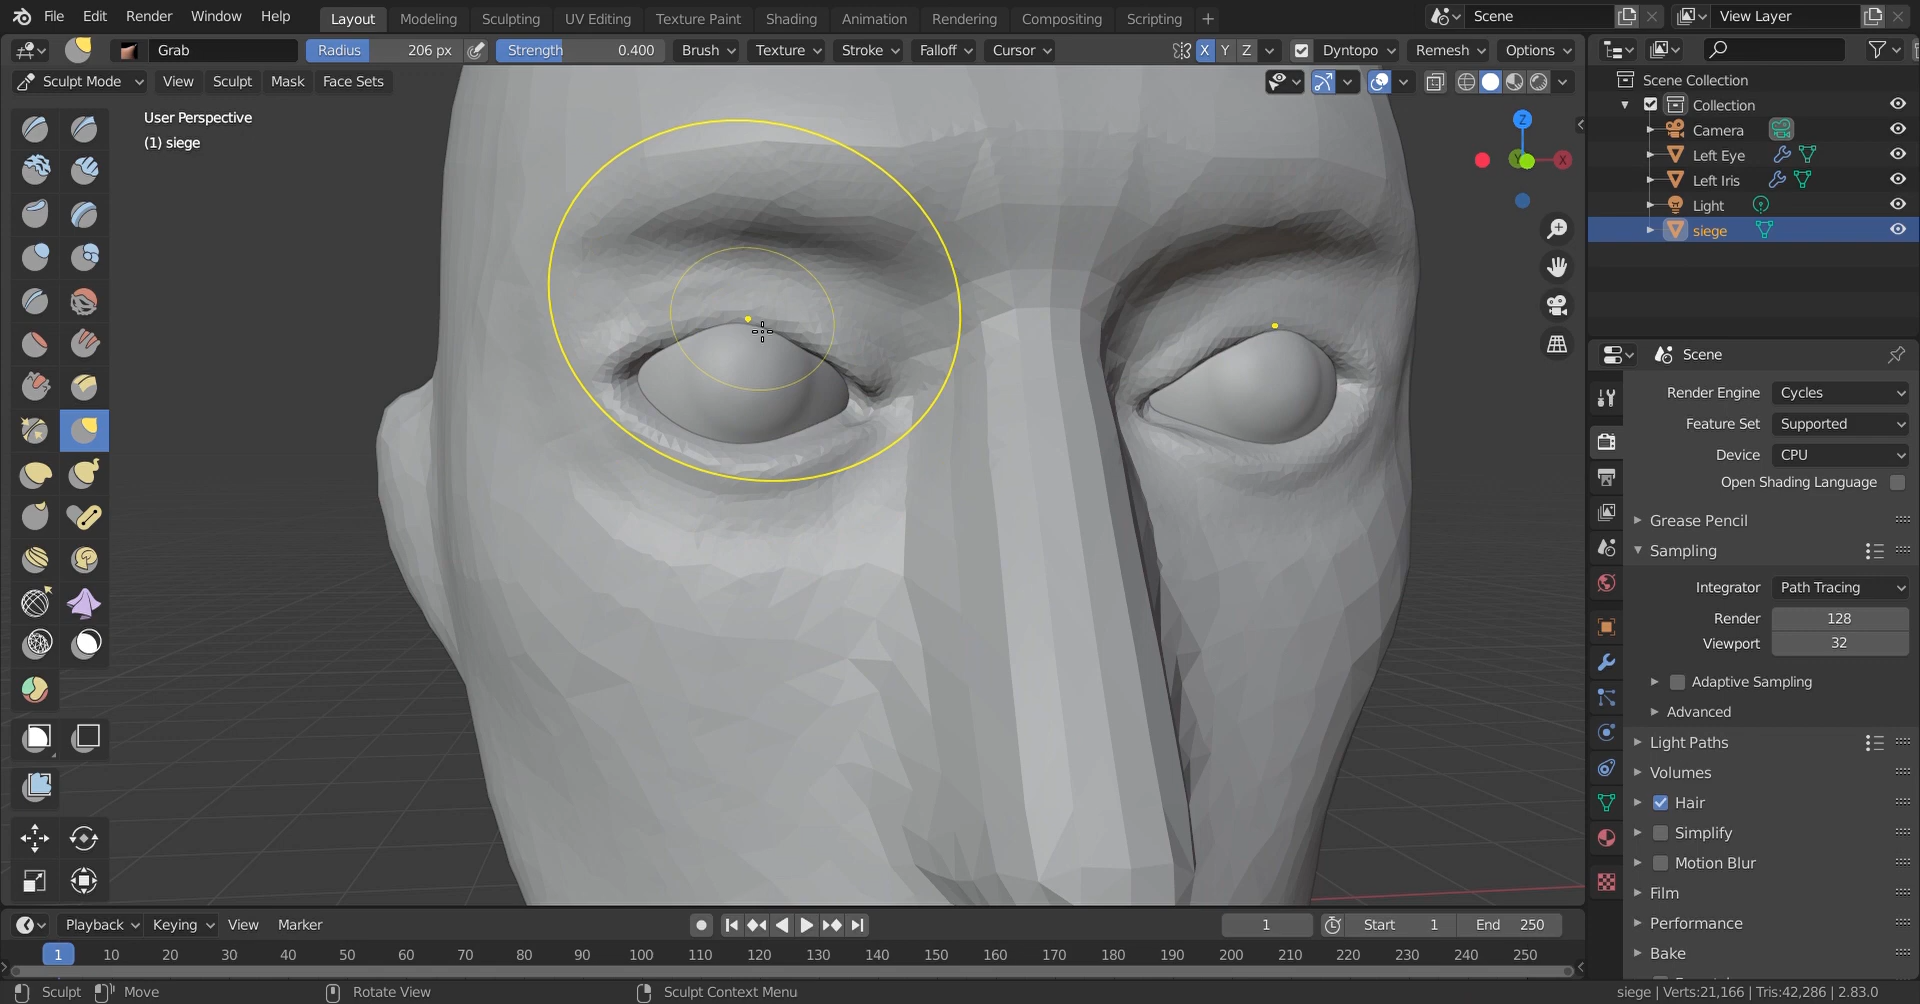 File Edit Render Window Help Layout Modeling Sculpting UV Editing Texture Paint Shading Animation Rendering Compositing Scripting + Scene View Layer
Grab Radius 206 px Strength 0.400 Brush Texture Stroke Falloff Cursor X Y Z Dyntopo Remesh Options
Sculpt Mode View Sculpt Mask Face Sets
User Perspective
(1) siege
Z
Y
X
Scene Collection
Collection
Camera
Left Eye
Left Iris
Light
siege
Scene
Render Engine Cycles
Feature Set Supported
Device CPU
Open Shading Language
Grease Pencil
Sampling
Integrator Path Tracing
Render 128
Viewport 32
Adaptive Sampling
Advanced
Light Paths
Volumes
Hair
Simplify
Motion Blur
Film
Performance
Bake
Playback Keying View Marker 1 Start 1 End 250
1 10 20 30 40 50 60 70 80 90 100 110 120 130 140 150 160 170 180 190 200 210 220 230 240 250
Sculpt Move Rotate View Sculpt Context Menu siege | Verts:21,166 | Tris:42,286 | 2.83.0